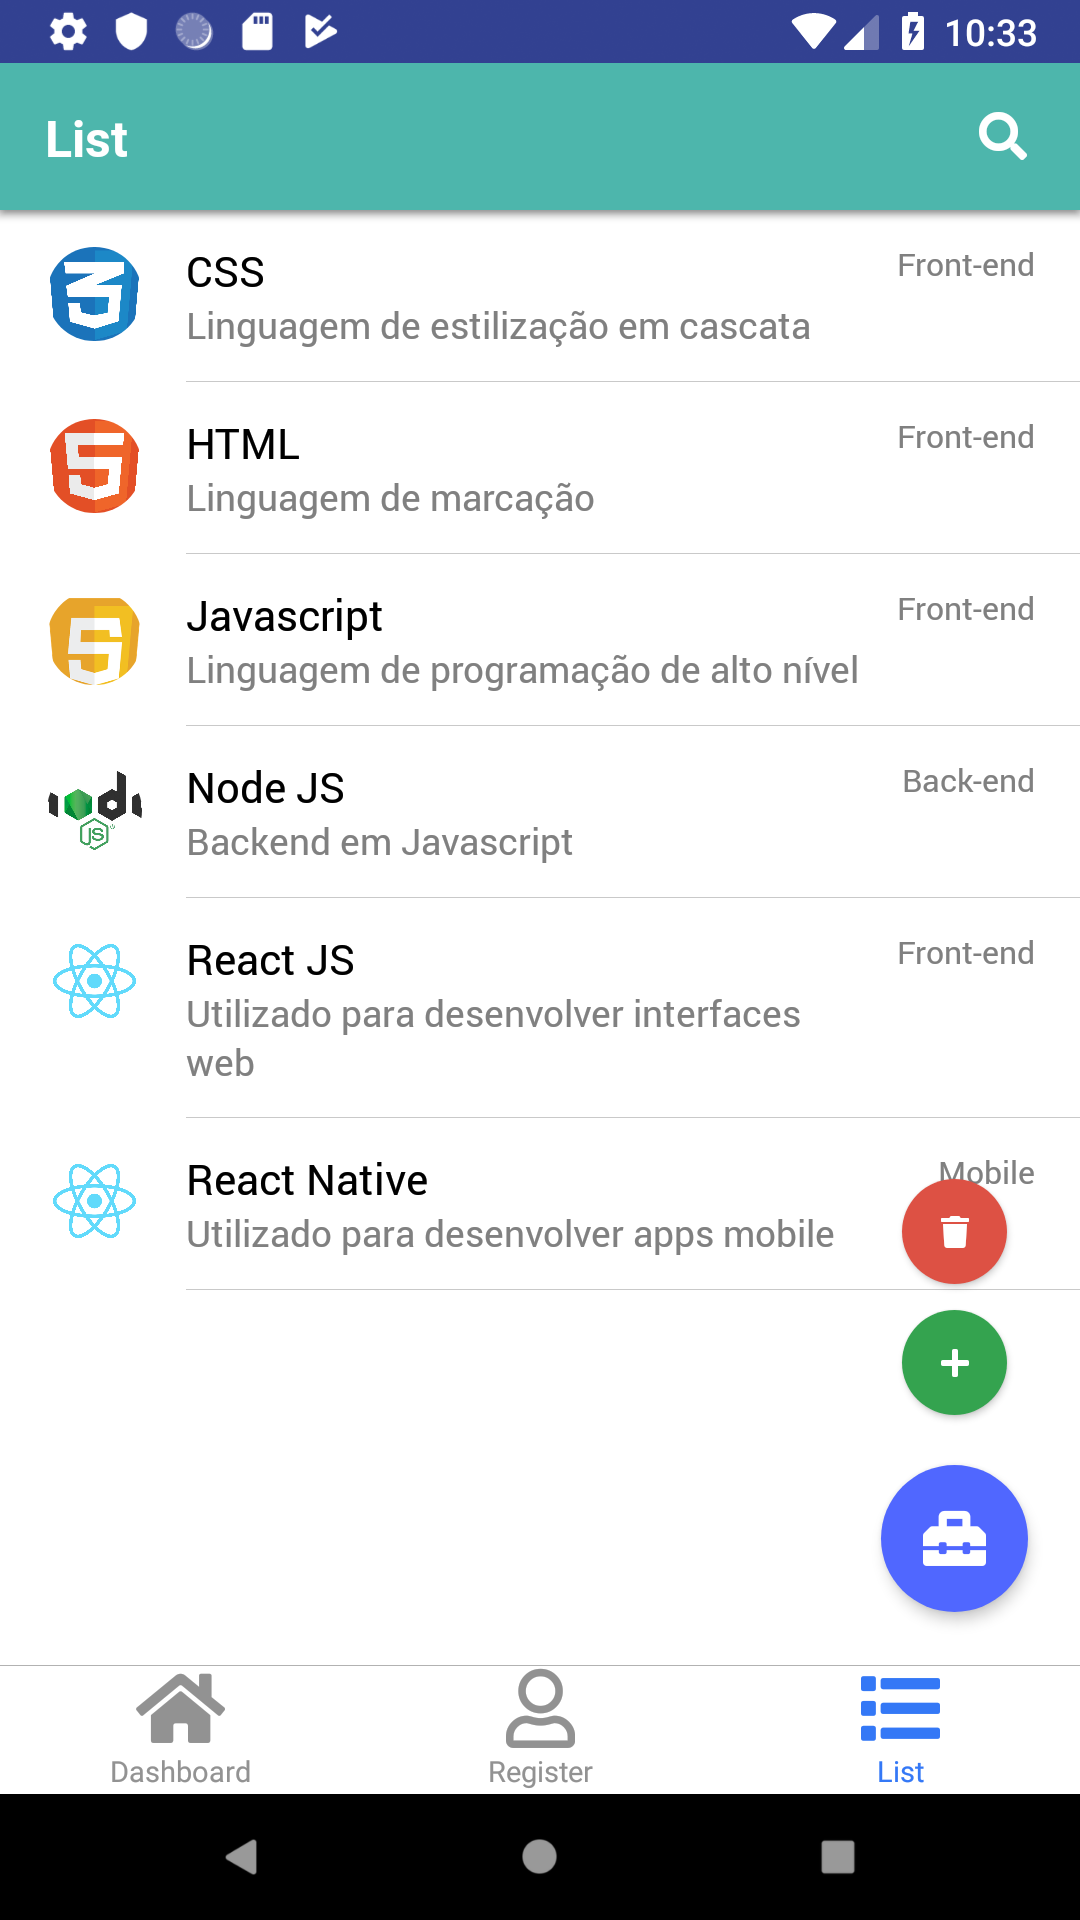 10:33
List
CSS
Front-end
Linguagem de estilização em cascata
HTML
Front-end
Linguagem de marcação
Javascript
Front-end
Linguagem de programação de alto nível
Node JS
Back-end
Backend em Javascript
React JS
Front-end
Utilizado para desenvolver interfaces
web
React Native
Mobile
Utilizado para desenvolver apps mobile
Dashboard
Register
List